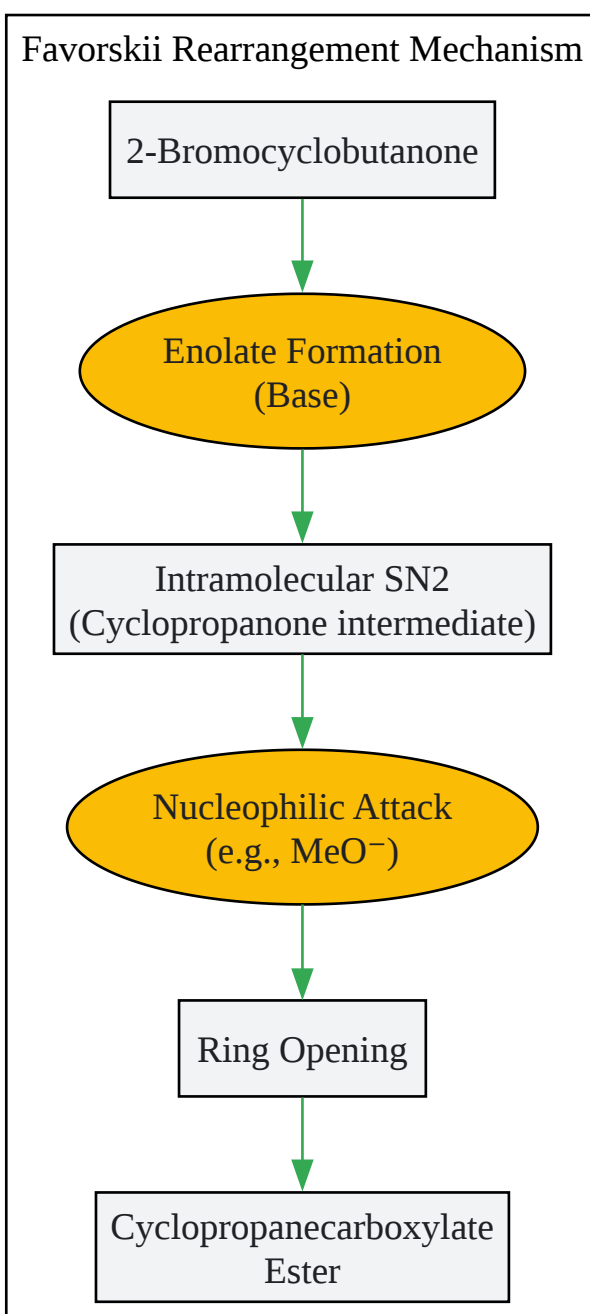 Favorskii Rearrangement Mechanism
2-Bromocyclobutanone
Enolate Formation
(Base)
Intramolecular SN2
(Cyclopropanone intermediate)
Nucleophilic Attack
(e.g., MeO⁻)
Ring Opening
Cyclopropanecarboxylate
Ester